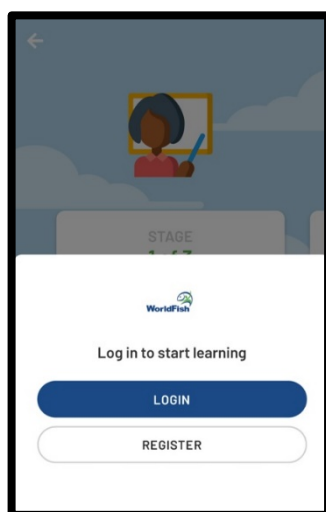 STAGE
WorldFish
Log in to start learning
LOGIN
REGISTER